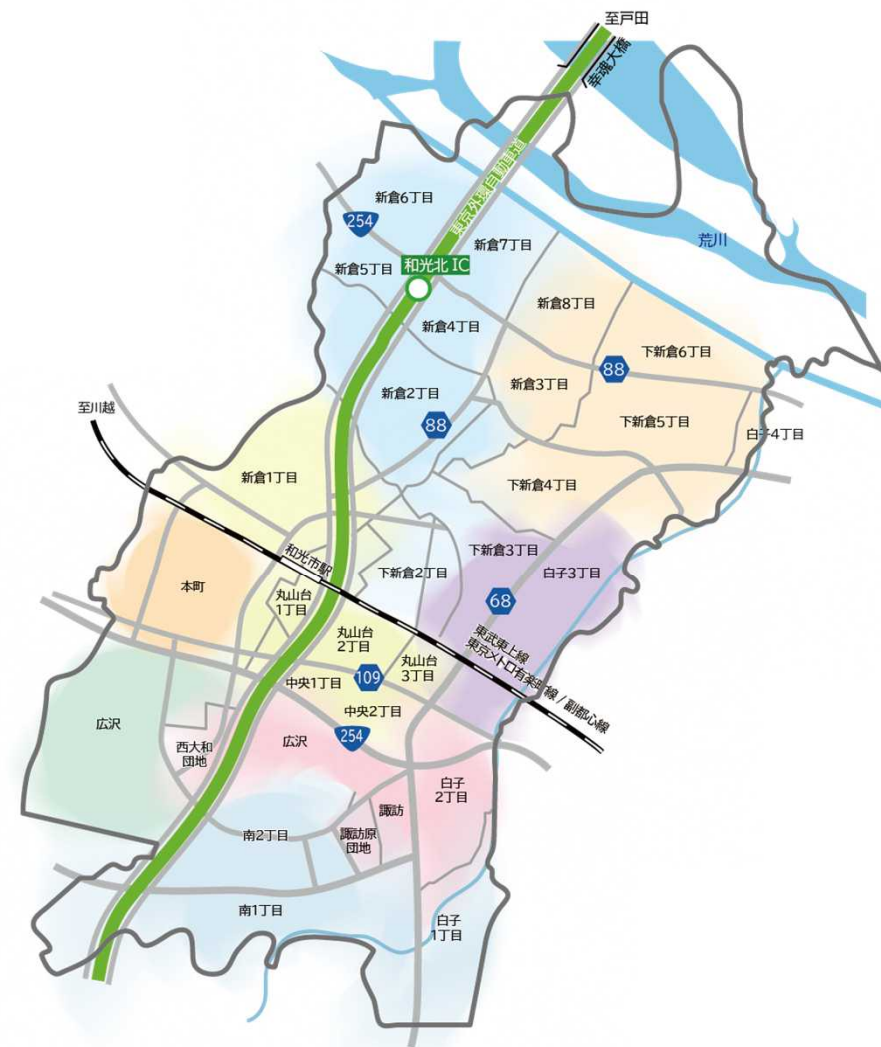 至戸田
幸魂大橋
東京外環自動車道
新倉6丁目
254
新倉7丁目
荒川
新倉5丁目
和光北 IC
新倉8丁目
新倉4丁目
下新倉6丁目
88
新倉3丁目
新倉2丁目
至川越
88
下新倉5丁目
白子4丁目
新倉1丁目
下新倉4丁目
和光市駅
下新倉3丁目
下新倉2丁目
白子3丁目
本町
丸山台
1丁目
68
丸山台
2丁目
東武東上線
東京メトロ有楽町線 / 副都心線
丸山台
3丁目
109
中央1丁目
中央2丁目
広沢
西大和
団地
広沢
254
白子
2丁目
諏訪
南2丁目
諏訪原
団地
南1丁目
白子
1丁目